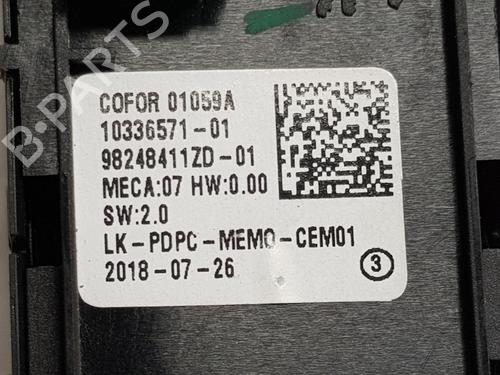 COFOR 01059A
10336571-01
98248411ZD-01
MECA:07 HW:0.00
SW:2.0
LK-PDPC-MEMO-CEM01
2018-07-26
3
B-PARTS